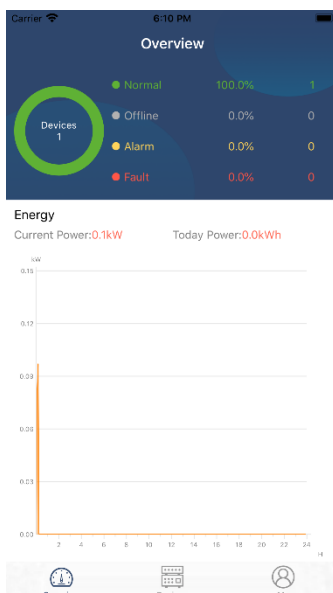 Carrier 6:10 PM
Overview
Devices
1
Normal 100.0% 1
Offline 0.0% 0
Alarm 0.0% 0
Fault 0.0% 0
Energy
Current Power:0.1kW Today Power:0.0kWh
kW
0.15
0.12
0.09
0.06
0.03
0.00
2 4 6 8 10 12 14 16 18 20 22 24
H